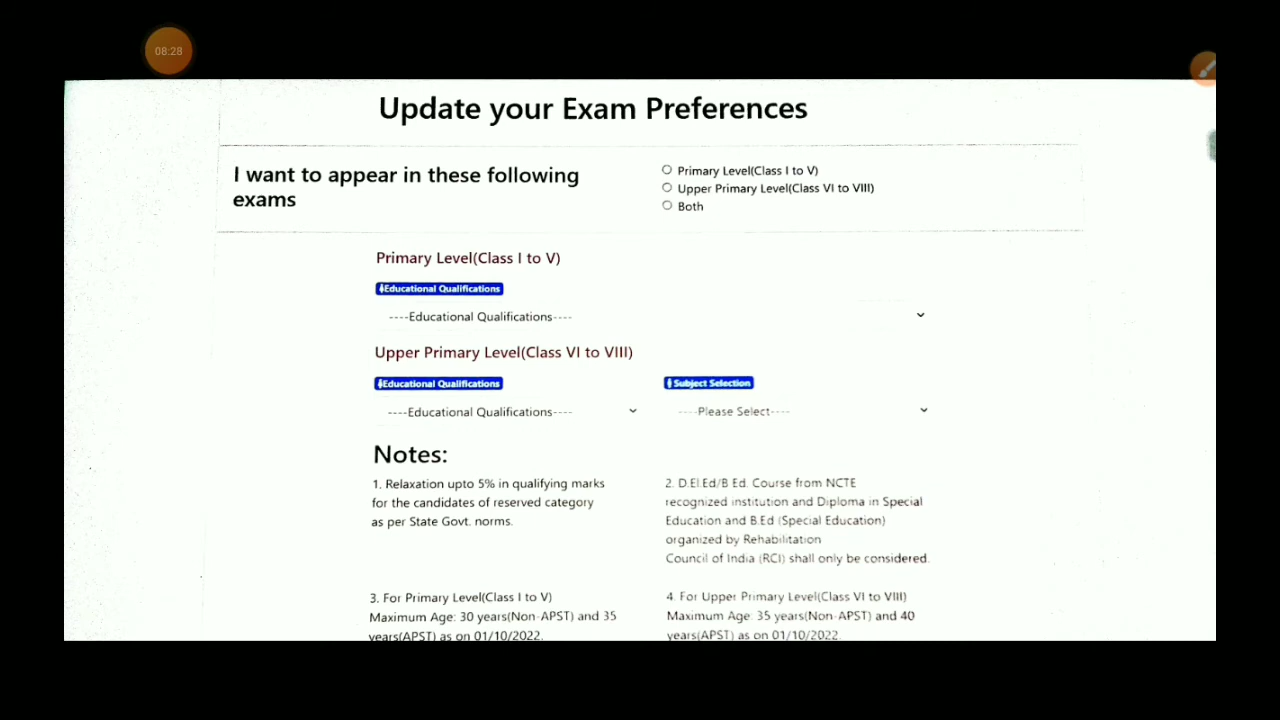 08:28
Update your Exam Preferences
I want to appear in these following
exams
Primary Level(Class I to V)
Upper Primary Level(Class VI to VIII)
Both
Primary Level(Class I to V)
Educational Qualifications
----Educational Qualifications----
Upper Primary Level(Class VI to VIII)
Educational Qualifications
Subject Selection
----Educational Qualifications----
----Please Select----
Notes:
1. Relaxation upto 5% in qualifying marks
for the candidates of reserved category
as per State Govt. norms.
2. D.El.Ed/B Ed. Course from NCTE
recognized institution and Diploma in Special
Education and B.Ed (Special Education)
organized by Rehabilitation
Council of India (RCI) shall only be considered.
3. For Primary Level(Class I to V)
Maximum Age: 30 years(Non-APST) and 35
years(APST) as on 01/10/2022.
4. For Upper Primary Level(Class VI to VIII)
Maximum Age: 35 years(Non-APST) and 40
years(APST) as on 01/10/2022.